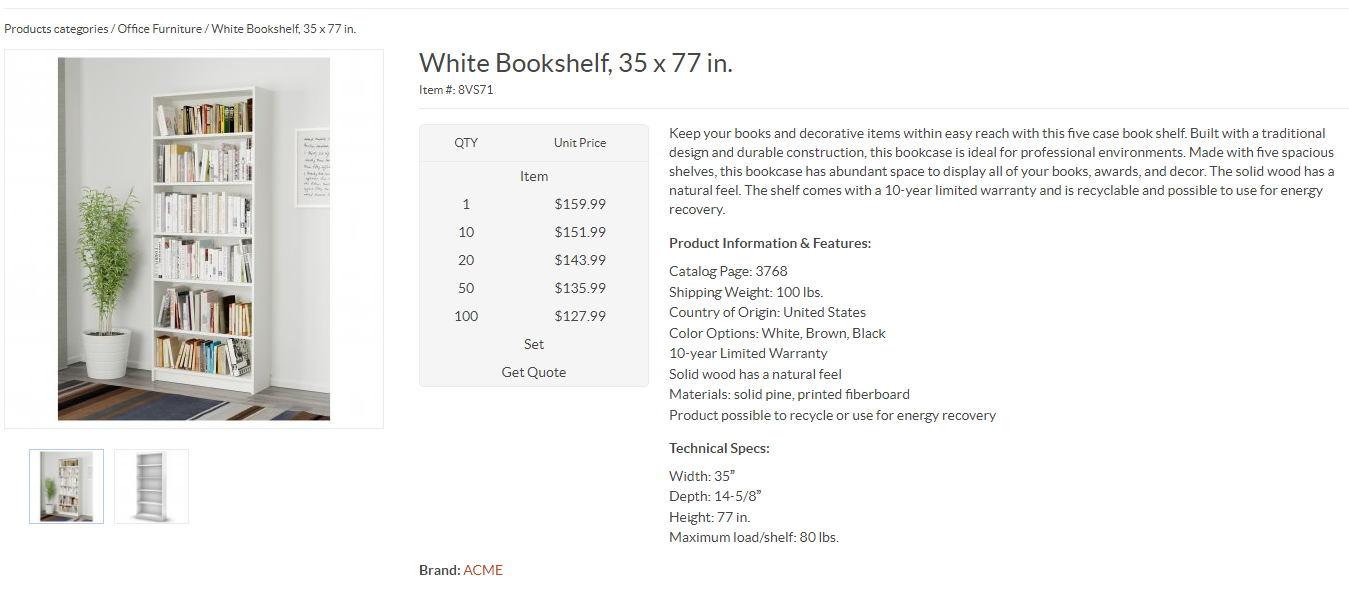 Products categories / Office Furniture / White Bookshelf, 35 x 77 in.
White Bookshelf, 35 x 77 in.
Item #: 8VS71
QTY Unit Price
Item
1 $159.99
10 $151.99
20 $143.99
50 $135.99
100 $127.99
Set
Get Quote
Keep your books and decorative items within easy reach with this five case book shelf. Built with a traditional
design and durable construction, this bookcase is ideal for professional environments. Made with five spacious
shelves, this bookcase has abundant space to display all of your books, awards, and decor. The solid wood has a
natural feel. The shelf comes with a 10-year limited warranty and is recyclable and possible to use for energy
recovery.
Product Information & Features:
Catalog Page: 3768
Shipping Weight: 100 lbs.
Country of Origin: United States
Color Options: White, Brown, Black
10-year Limited Warranty
Solid wood has a natural feel
Materials: solid pine, printed fiberboard
Product possible to recycle or use for energy recovery
Technical Specs:
Width: 35”
Depth: 14-5/8”
Height: 77 in.
Maximum load/shelf: 80 lbs.
Brand: ACME